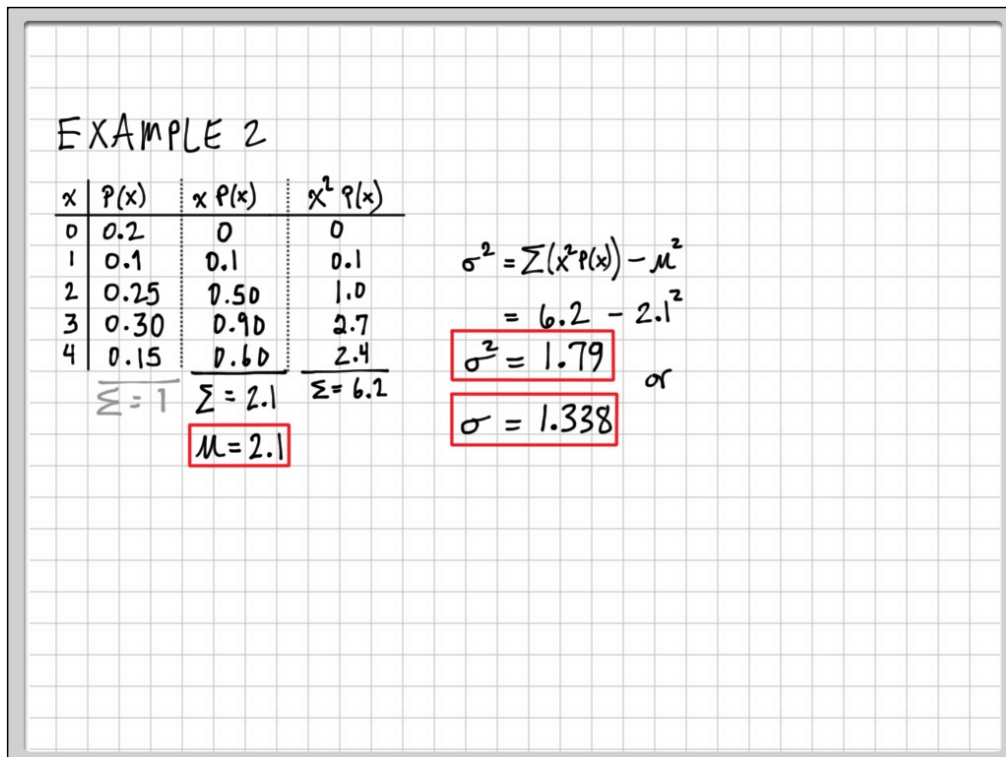 EXAMPLE 2
x P(x) x P(x) x² P(x)
0 0.2 0 0
1 0.1 0.1 0.1
2 0.25 0.50 1.0
3 0.30 0.90 2.7
4 0.15 0.60 2.4
Σ = 1 Σ = 2.1 Σ = 6.2
μ = 2.1
σ² = Σ(x²P(x)) − μ²
= 6.2 − 2.1²
σ² = 1.79
or
σ = 1.338